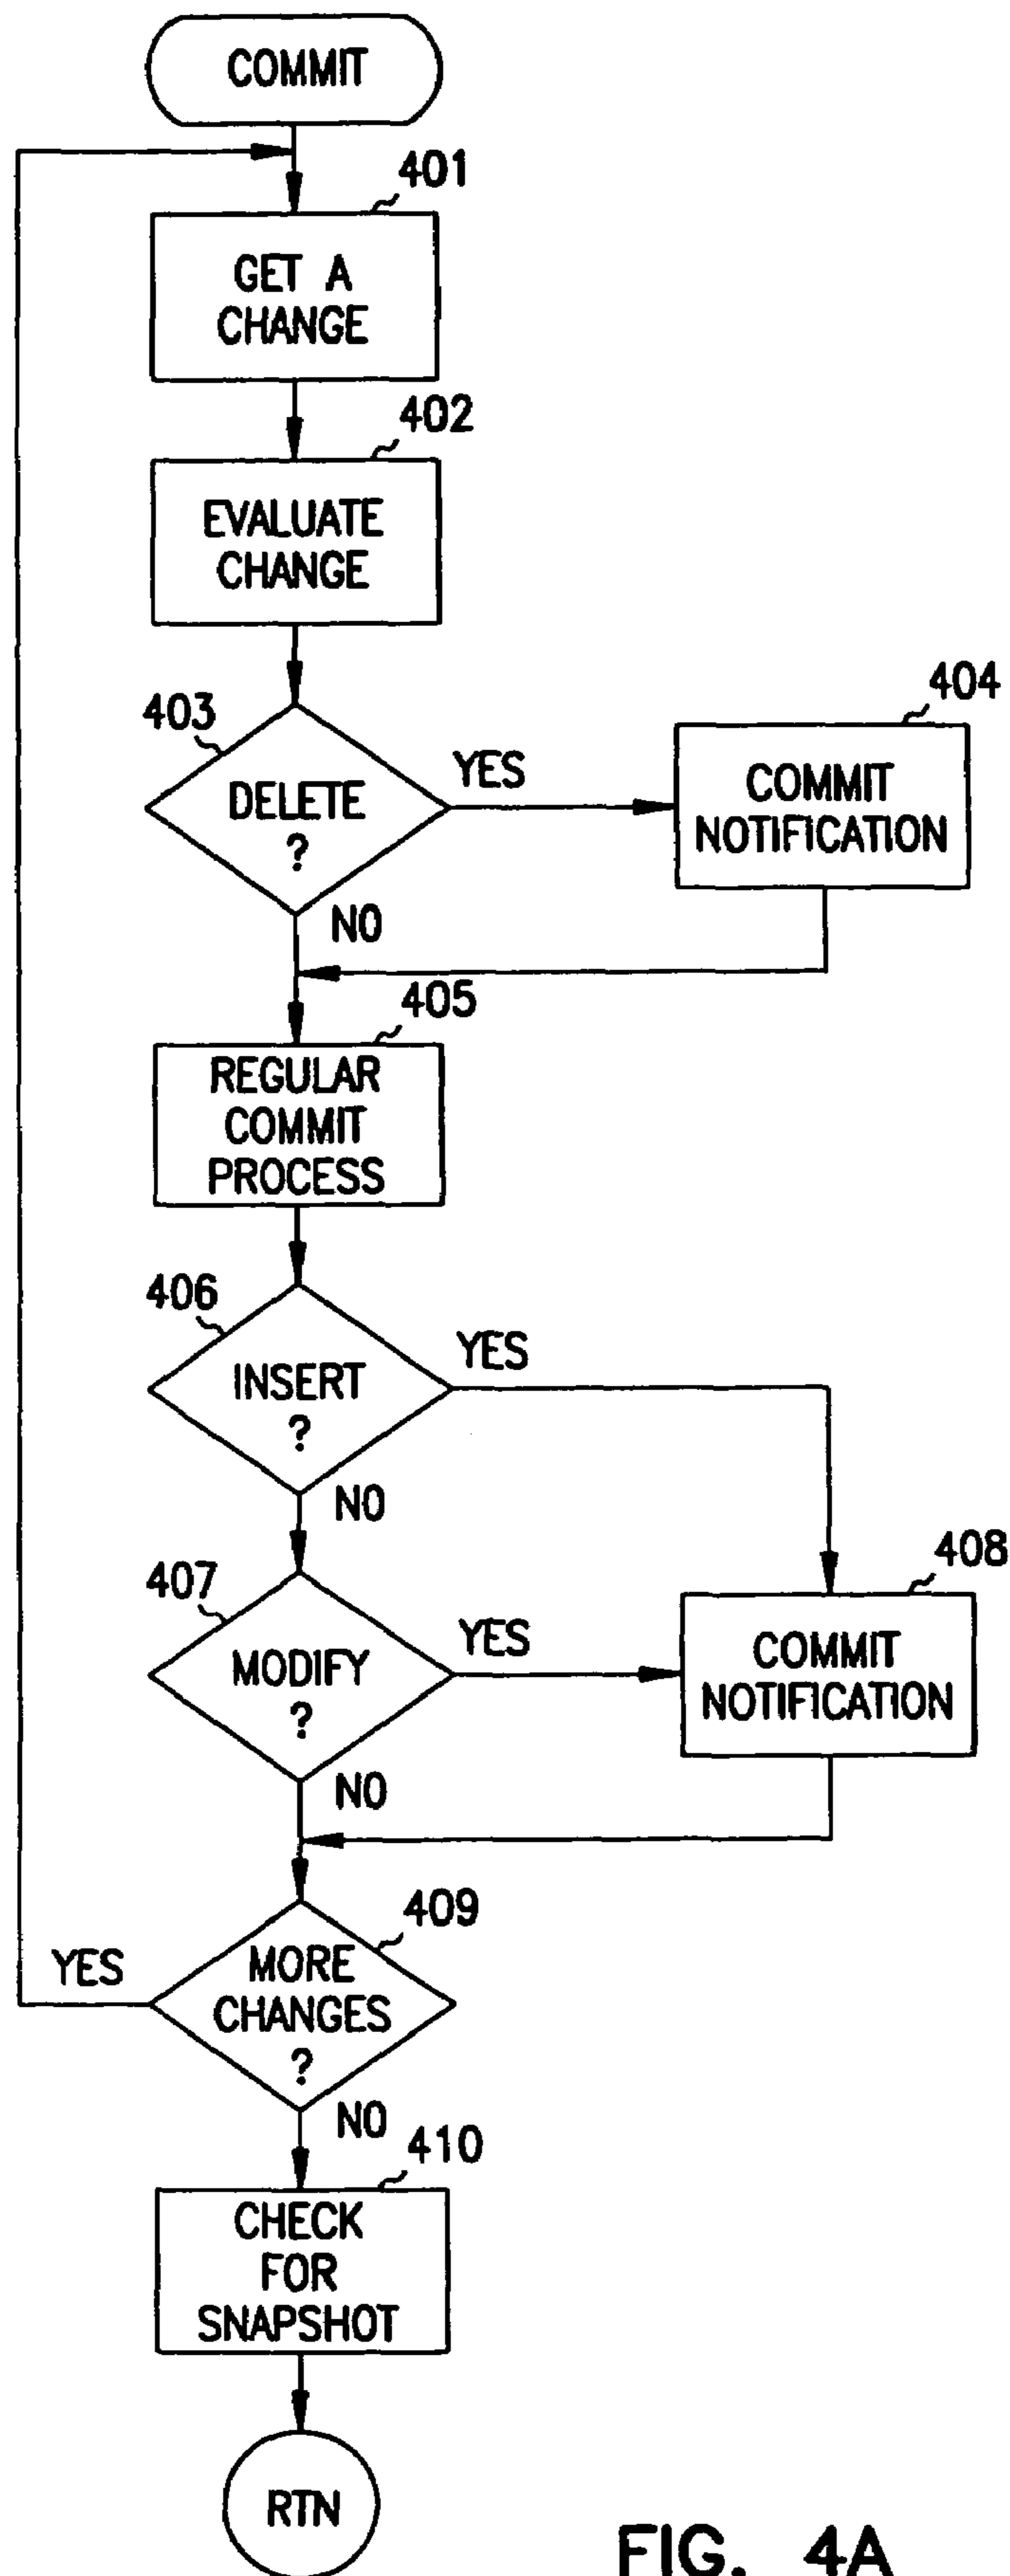 COMMIT
401
GET A
CHANGE
402
EVALUATE
CHANGE
403
DELETE
?
YES
404
COMMIT
NOTIFICATION
NO
405
REGULAR
COMMIT
PROCESS
406
INSERT
?
YES
NO
407
MODIFY
?
YES
408
COMMIT
NOTIFICATION
NO
409
MORE
CHANGES
?
YES
NO
410
CHECK
FOR
SNAPSHOT
RTN
FIG. 4A